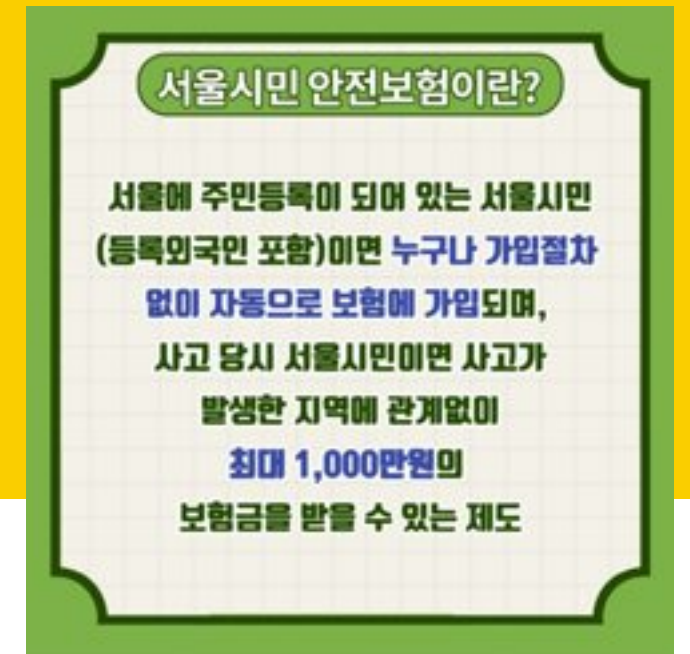 서울시민 안전보험이란?
서울에 주민등록이 되어 있는 서울시민
(등록외국인 포함)이면 누구나 가입절차
없이 자동으로 보험에 가입되며,
사고 당시 서울시민이면 사고가
발생한 지역에 관계없이
최대 1,000만원의
보험금을 받을 수 있는 제도